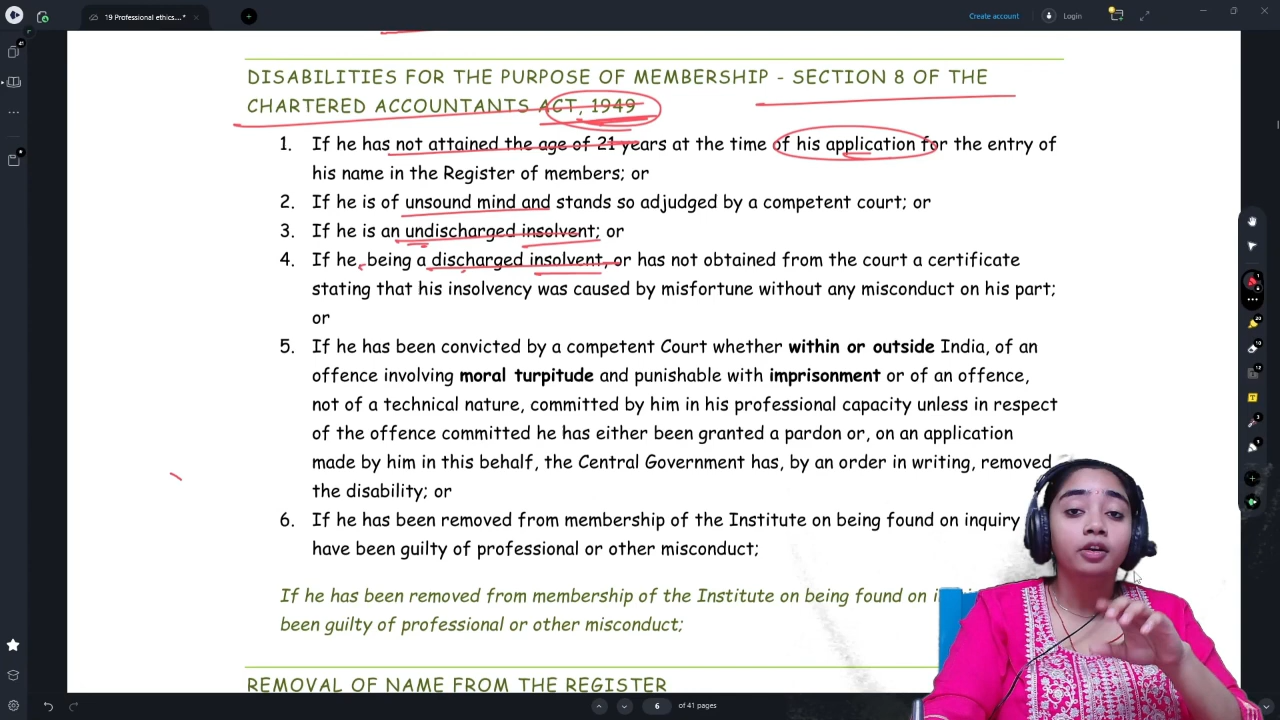 19 Professional ethics....*
Create account
Login
DISABILITIES FOR THE PURPOSE OF MEMBERSHIP - SECTION 8 OF THE
CHARTERED ACCOUNTANTS ACT, 1949
1. If he has not attained the age of 21 years at the time of his application for the entry of
his name in the Register of members; or
2. If he is of unsound mind and stands so adjudged by a competent court; or
3. If he is an undischarged insolvent; or
4. If he, being a discharged insolvent, or has not obtained from the court a certificate
stating that his insolvency was caused by misfortune without any misconduct on his part;
or
5. If he has been convicted by a competent Court whether within or outside India, of an
offence involving moral turpitude and punishable with imprisonment or of an offence,
not of a technical nature, committed by him in his professional capacity unless in respect
of the offence committed he has either been granted a pardon or, on an application
made by him in this behalf, the Central Government has, by an order in writing, removed
the disability; or
6. If he has been removed from membership of the Institute on being found on inquiry
have been guilty of professional or other misconduct;
If he has been removed from membership of the Institute on being found on
been guilty of professional or other misconduct;
REMOVAL OF NAME FROM THE REGISTER
6 of 41 pages